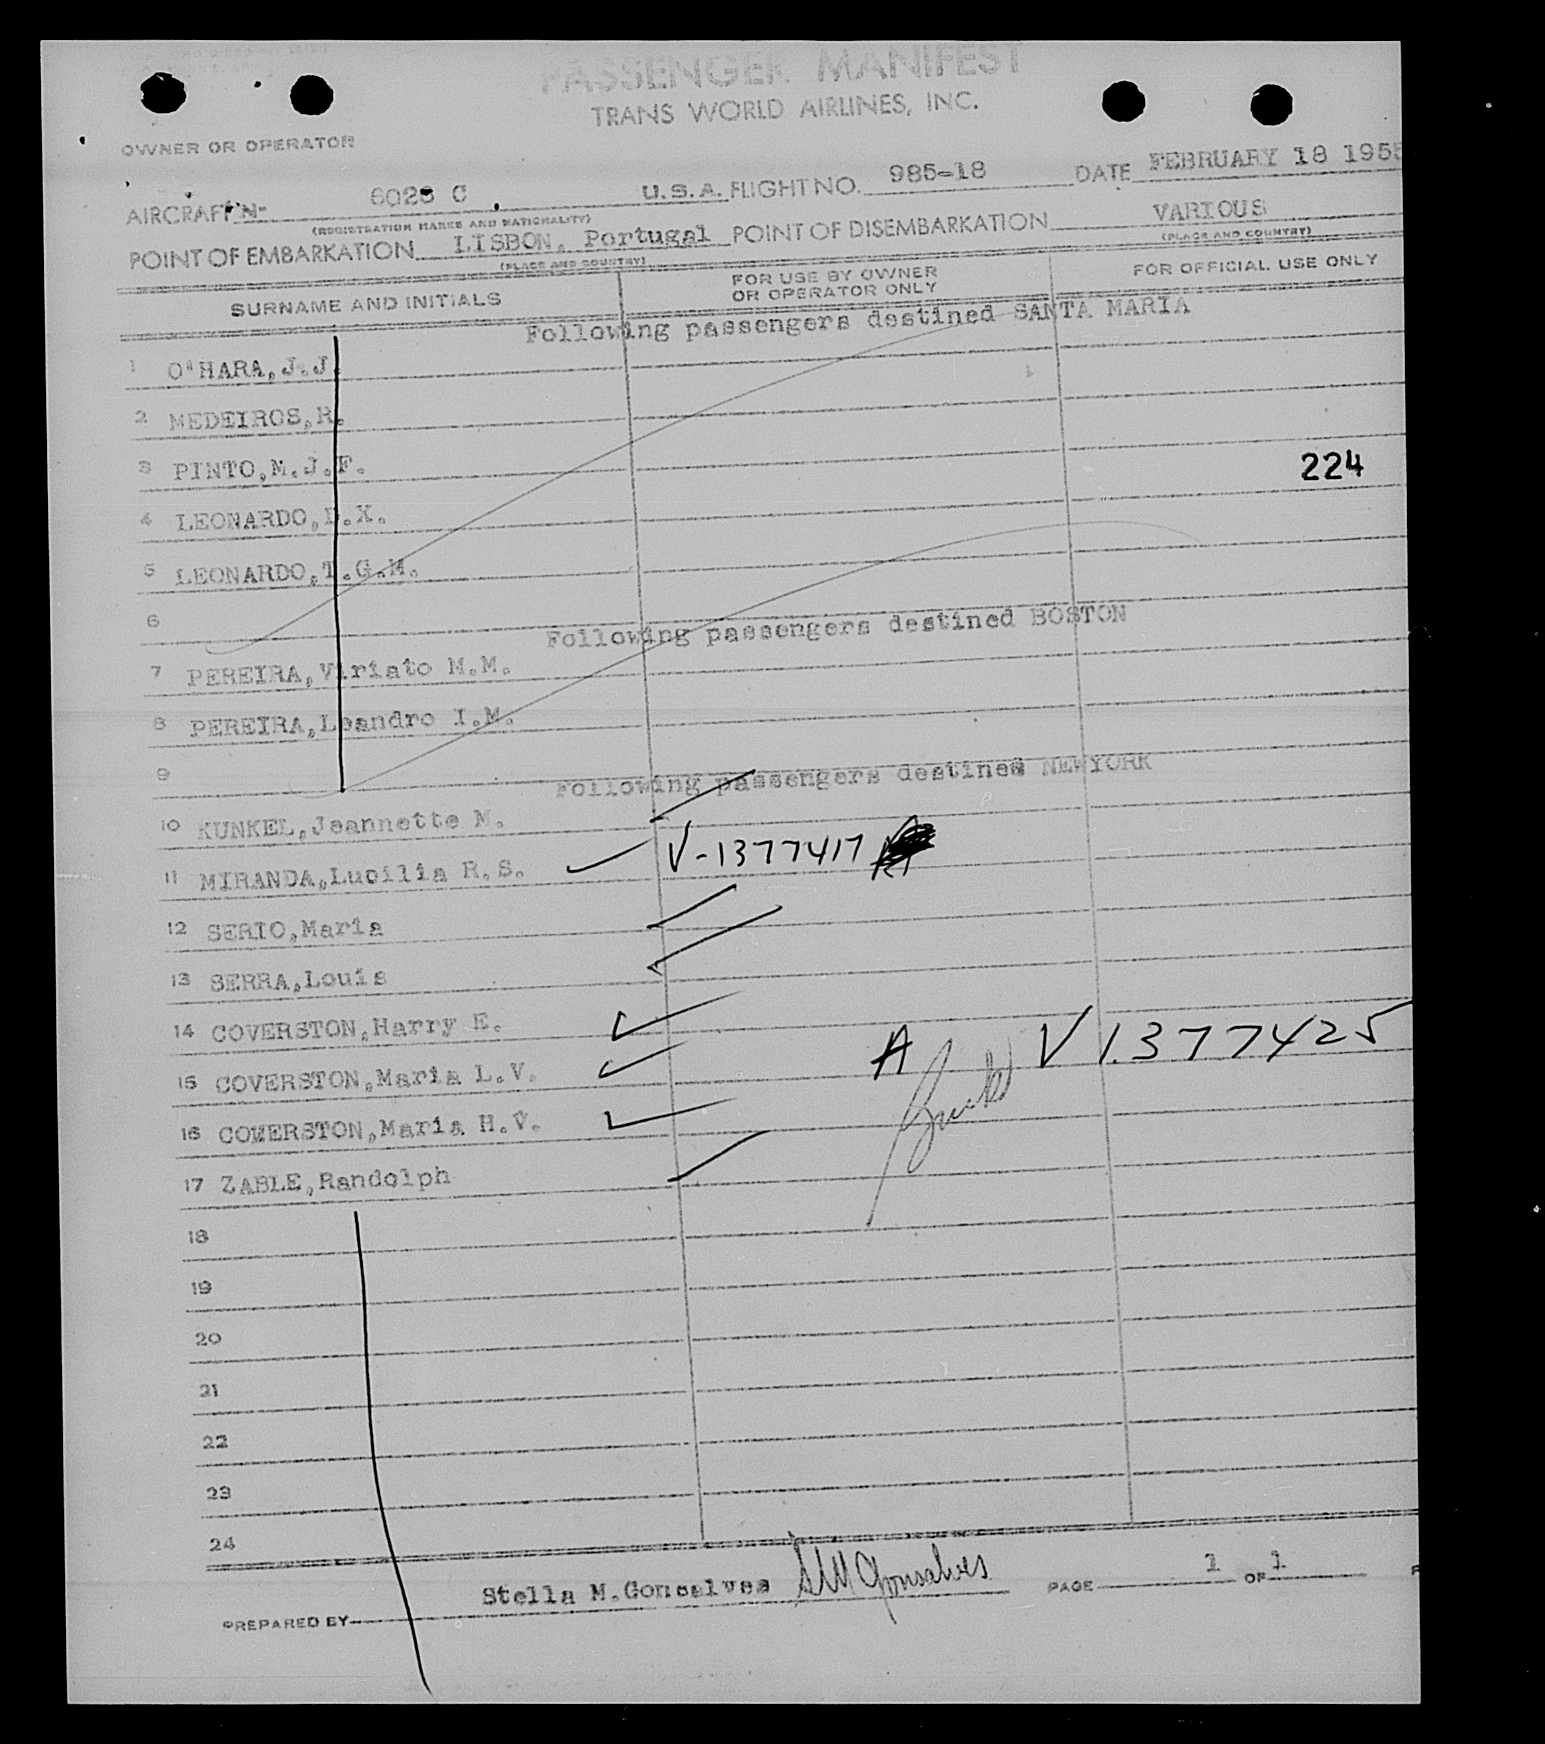 PASSENGER MANIFEST
TRANS WORLD AIRLINES, INC.
OWNER OR OPERATOR
AIRCRAFT N- 6025 C U.S.A. FLIGHT NO. 985-18 DATE FEBRUARY 18 1955
(REGISTRATION MARKS AND NATIONALITY)
POINT OF EMBARKATION LISBON, Portugal POINT OF DISEMBARKATION VARIOUS
(PLACE AND COUNTRY) (PLACE AND COUNTRY)
SURNAME AND INITIALS FOR USE BY OWNER OR OPERATOR ONLY FOR OFFICIAL USE ONLY
Following passengers destined SANTA MARIA
1 O'HARA,J.J.
2 MEDEIROS,R.
3 PINTO,M.J.F.
224
4 LEONARDO,D.X.
5 LEONARDO,T.G.M.
6
Following passengers destined BOSTON
7 PEREIRA,Viriato M.M.
8 PEREIRA,Leandro I.M.
9
Following passengers destined NEWYORK
10 KUNKEL,Jeannette M.
11 MIRANDA,Lucilia R.S. V-1377417
12 SERIO,Maria
13 SERRA,Louis
14 COVERSTON,Harry E.
15 COVERSTON,Maria L.V. A V1377425
16 COVERSTON,Maria H.V.
17 ZABLE,Randolph
18
19
20
21
22
23
24
PREPARED BY Stella M.Gonsalves SM Gonsalves PAGE 1 OF 1